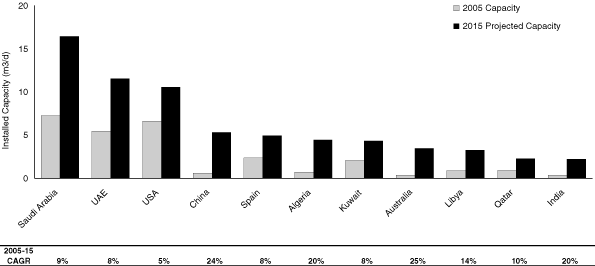 2005 Capacity
2015 Projected Capacity
Installed Capacity (m3/d)
20
15
10
5
0
Saudi Arabia
UAE
USA
China
Spain
Algeria
Kuwait
Australia
Libya
Qatar
India
2005-15
CAGR 9% 8% 5% 24% 8% 20% 8% 25% 14% 10% 20%